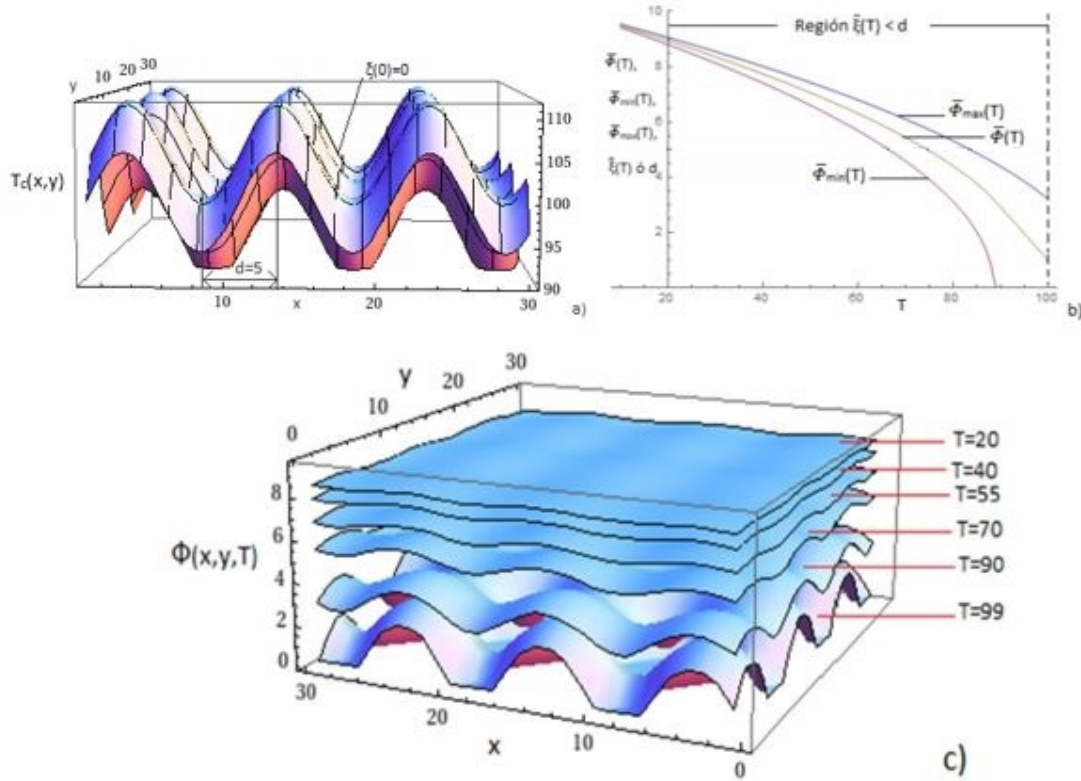 y
10 20 30
ξ(0)=0
110
105
100
95
90
Tc(x,y)
d=5
10
x
20
30
a)
10
Región ξ̄(T) < d
Φ̄(T),
Φ̄min(T),
Φ̄max(T),
ξ̄(T) ó d
8
6
4
2
Φ̄max(T)
Φ̄(T)
Φ̄min(T)
20
40
60
80
100
T
b)
y
30
20
10
0
T=20
T=40
T=55
T=70
T=90
T=99
8
6
4
2
0
Φ(x,y,T)
30
20
10
0
x
c)